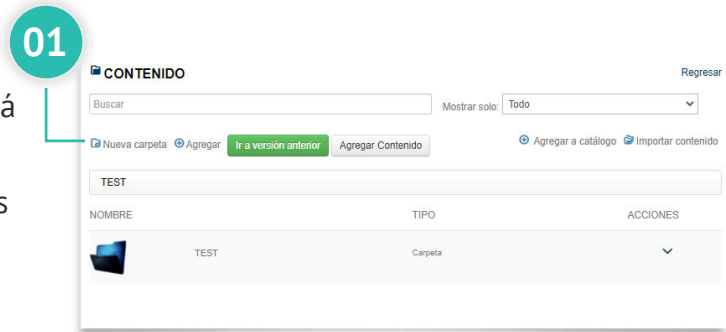 01
CONTENIDO
Regresar
á
Buscar
Mostrar solo: Todo
Nueva carpeta Agregar Ir a versión anterior Agregar Contenido Agregar a catálogo Importar contenido
TEST
s
NOMBRE TIPO ACCIONES
TEST Carpeta